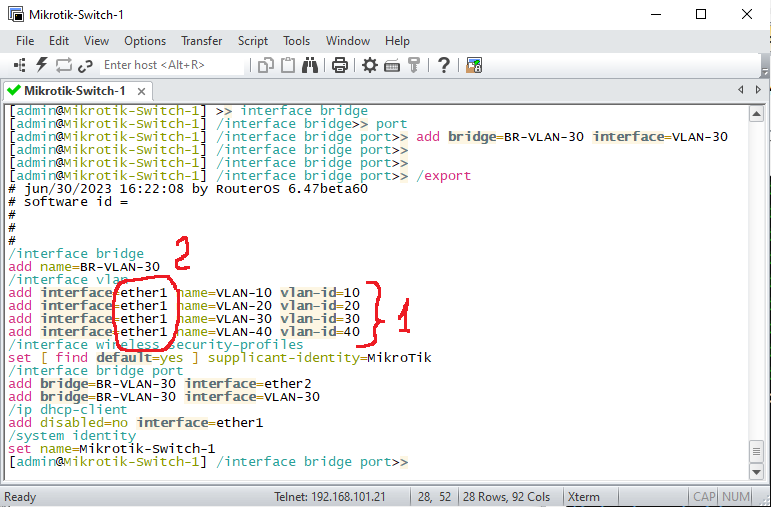 Mikrotik-Switch-1
File Edit View Options Transfer Script Tools Window Help
Enter host <Alt+R>
Mikrotik-Switch-1
[admin@Mikrotik-Switch-1] >> interface bridge
[admin@Mikrotik-Switch-1] /interface bridge>> port
[admin@Mikrotik-Switch-1] /interface bridge port>> add bridge=BR-VLAN-30 interface=VLAN-30
[admin@Mikrotik-Switch-1] /interface bridge port>>
[admin@Mikrotik-Switch-1] /interface bridge port>>
[admin@Mikrotik-Switch-1] /interface bridge port>> /export
# jun/30/2023 16:22:08 by RouterOS 6.47beta60
# software id =
#
#
#
/interface bridge
add name=BR-VLAN-30
2
/interface vlan
add interface=ether1 name=VLAN-10 vlan-id=10
add interface=ether1 name=VLAN-20 vlan-id=20
add interface=ether1 name=VLAN-30 vlan-id=30
add interface=ether1 name=VLAN-40 vlan-id=40
1
/interface wireless security-profiles
set [ find default=yes ] supplicant-identity=MikroTik
/interface bridge port
add bridge=BR-VLAN-30 interface=ether2
add bridge=BR-VLAN-30 interface=VLAN-30
/ip dhcp-client
add disabled=no interface=ether1
/system identity
set name=Mikrotik-Switch-1
[admin@Mikrotik-Switch-1] /interface bridge port>>
Ready Telnet: 192.168.101.21 28, 52 28 Rows, 92 Cols Xterm CAP NUM